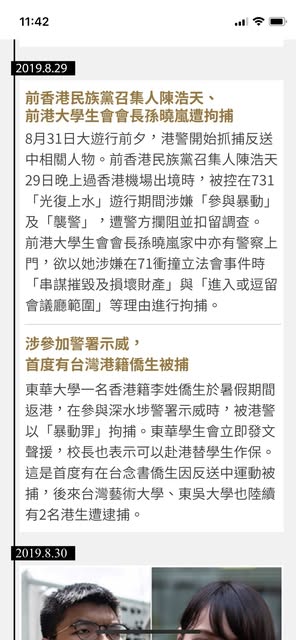 11:42
2019.8.29
前香港民族黨召集人陳浩天、
前港大學生會會長孫曉嵐遭拘捕
8月31日大遊行前夕，港警開始抓捕反送
中相關人物。前香港民族黨召集人陳浩天
29日晚上過香港機場出境時，被控在731
「光復上水」遊行期間涉嫌「參與暴動」
及「襲警」，遭警方攔阻並扣留調查。
前港大學生會會長孫曉嵐家中亦有警察上
門，欲以她涉嫌在71衝撞立法會事件時
「串謀摧毀及損壞財產」與「進入或逗留
會議廳範圍」等理由進行拘捕。
涉參加警署示威，
首度有台灣港籍僑生被捕
東華大學一名香港籍李姓僑生於暑假期間
返港，在參與深水埗警署示威時，被港警
以「暴動罪」拘捕。東華學生會立即發文
聲援，校長也表示可以赴港替學生作保。
這是首度有在台念書僑生因反送中運動被
捕，後來台灣藝術大學、東吳大學也陸續
有2名港生遭逮捕。
2019.8.30